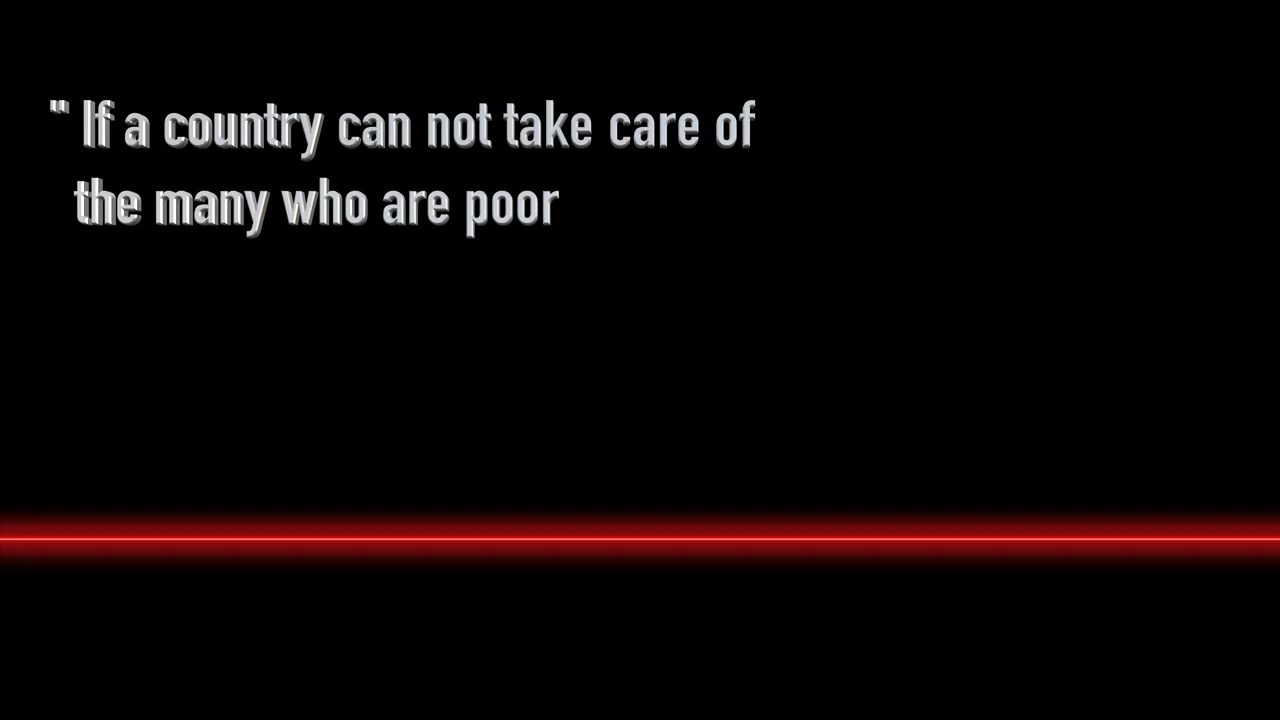 " If a country can not take care of
the many who are poor